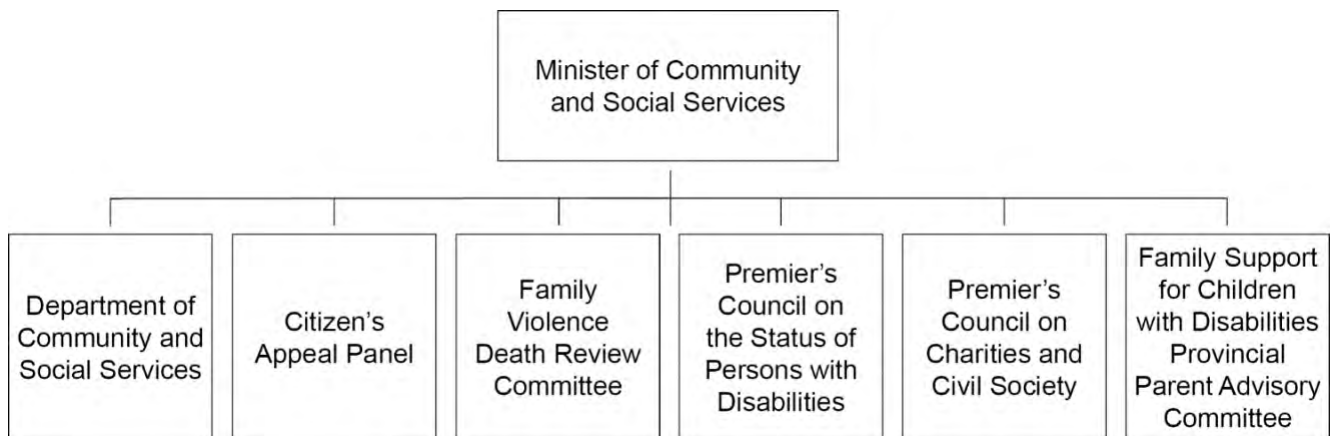 Minister of Community
and Social Services
Department of
Community and
Social Services
Citizen’s
Appeal Panel
Family
Violence
Death Review
Committee
Premier’s
Council on
the Status of
Persons with
Disabilities
Premier’s
Council on
Charities and
Civil Society
Family Support
for Children
with Disabilities
Provincial
Parent Advisory
Committee